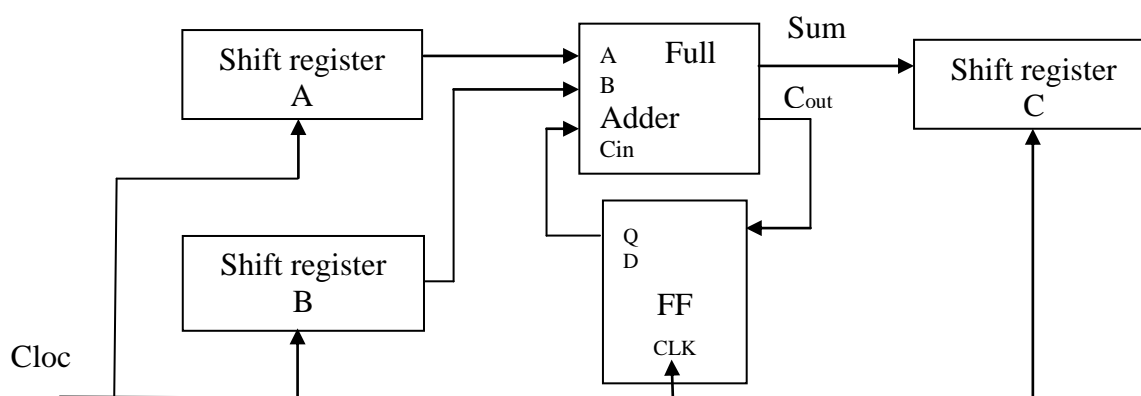 Shift register
A
A Full
B
Adder
Cin
Sum
Cout
Shift register
C
Shift register
B
Q
D
FF
CLK
Cloc